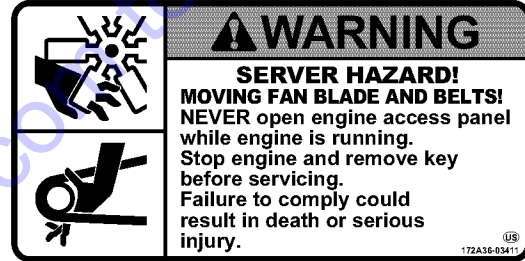 WARNING
SERVER HAZARD!
MOVING FAN BLADE AND BELTS!
NEVER open engine access panel
while engine is running.
Stop engine and remove key
before servicing.
Failure to comply could
result in death or serious
injury.
US
172A36-03411